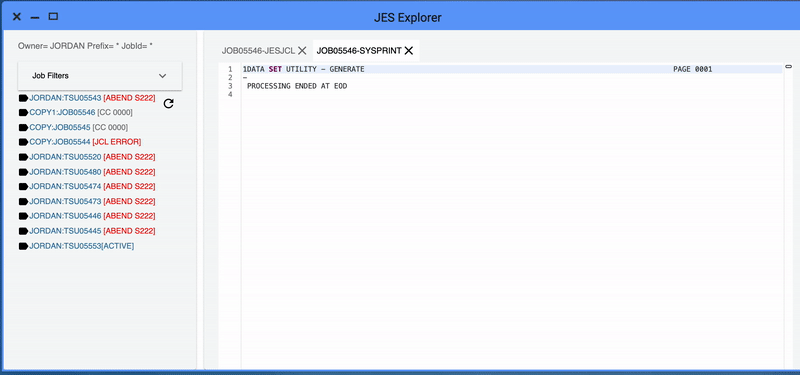 JES Explorer
Owner= JORDAN Prefix= * JobId= *
Job Filters
JORDAN:TSU05543 [ABEND S222]
COPY1:JOB05546 [CC 0000]
COPY:JOB05545 [CC 0000]
COPY:JOB05544 [JCL ERROR]
JORDAN:TSU05520 [ABEND S222]
JORDAN:TSU05480 [ABEND S222]
JORDAN:TSU05474 [ABEND S222]
JORDAN:TSU05473 [ABEND S222]
JORDAN:TSU05446 [ABEND S222]
JORDAN:TSU05445 [ABEND S222]
JORDAN:TSU05553[ACTIVE]
JOB05546-JESJCL JOB05546-SYSPRINT
1 1DATA SET UTILITY - GENERATE PAGE 0001
2 -
3 PROCESSING ENDED AT EOD
4